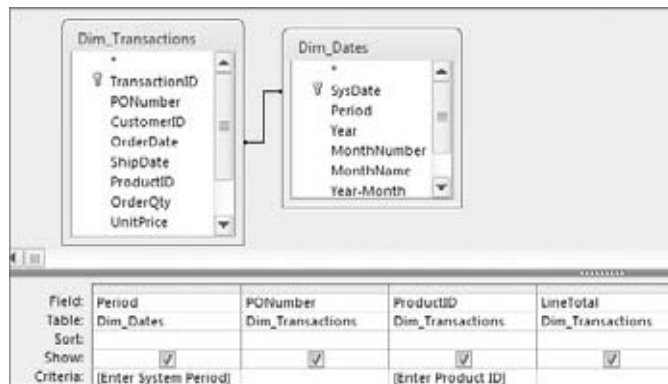 Dim_Transactions
*
TransactionID
PONumber
CustomerID
OrderDate
ShipDate
ProductID
OrderQty
UnitPrice
Dim_Dates
*
SysDate
Period
Year
MonthNumber
MonthName
Year-Month
Field: Period PONumber ProductID LineTotal
Table: Dim_Dates Dim_Transactions Dim_Transactions Dim_Transactions
Sort:
Show:
Criteria: [Enter System Period] [Enter Product ID]